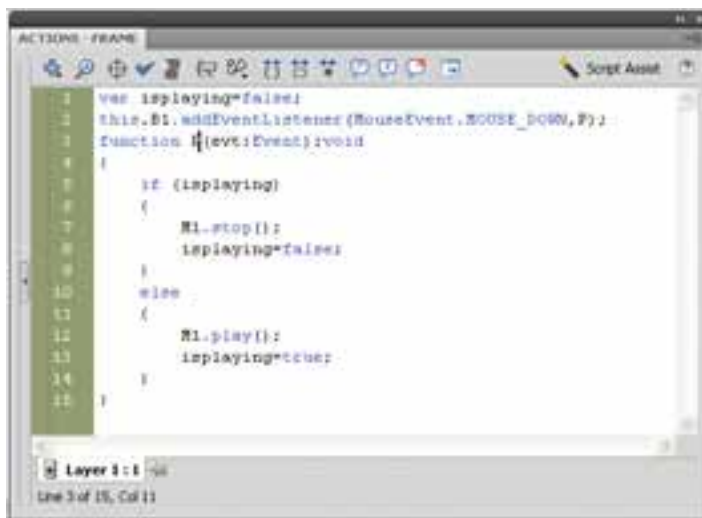 ACTIONS - FRAME
Script Assist
1 var isplaying=false;
2 this.B1.addEventListener(MouseEvent.MOUSE_DOWN,F);
3 function F(evt:Event):void
4 {
5 if (isplaying)
6 {
7 M1.stop();
8 isplaying=false;
9 }
10 else
11 {
12 M1.play();
13 isplaying=true;
14 }
15 }
Layer 1 : 1
Line 3 of 15, Col 11